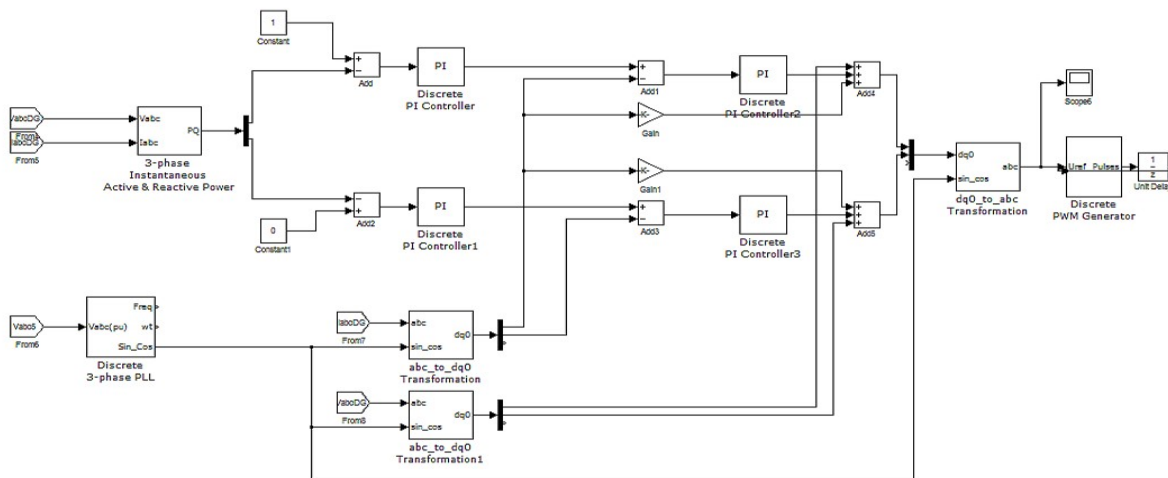 1
Constant
Add
PI
Discrete
PI Controller
Add1
PI
Discrete
PI Controller2
Add4
Scope6
VabcDG
IabcDG
From5
Vabc
Iabc
PQ
3-phase
Instantaneous
Active & Reactive Power
K-
Gain
K-
Gain1
dq0
sin_cos
abc
dq0_to_abc
Transformation
Uref
Pulses
Discrete
PWM Generator
1
z
Unit Delay
0
Constant1
Add2
PI
Discrete
PI Controller1
Add3
PI
Discrete
PI Controller3
Add5
Vabc5
From6
Vabc(pu)
Freq
wt
Sin_Cos
Discrete
3-phase PLL
IabcDG
From7
abc
sin_cos
dq0
abc_to_dq0
Transformation
VabcDG
From8
abc
sin_cos
dq0
abc_to_dq0
Transformation1